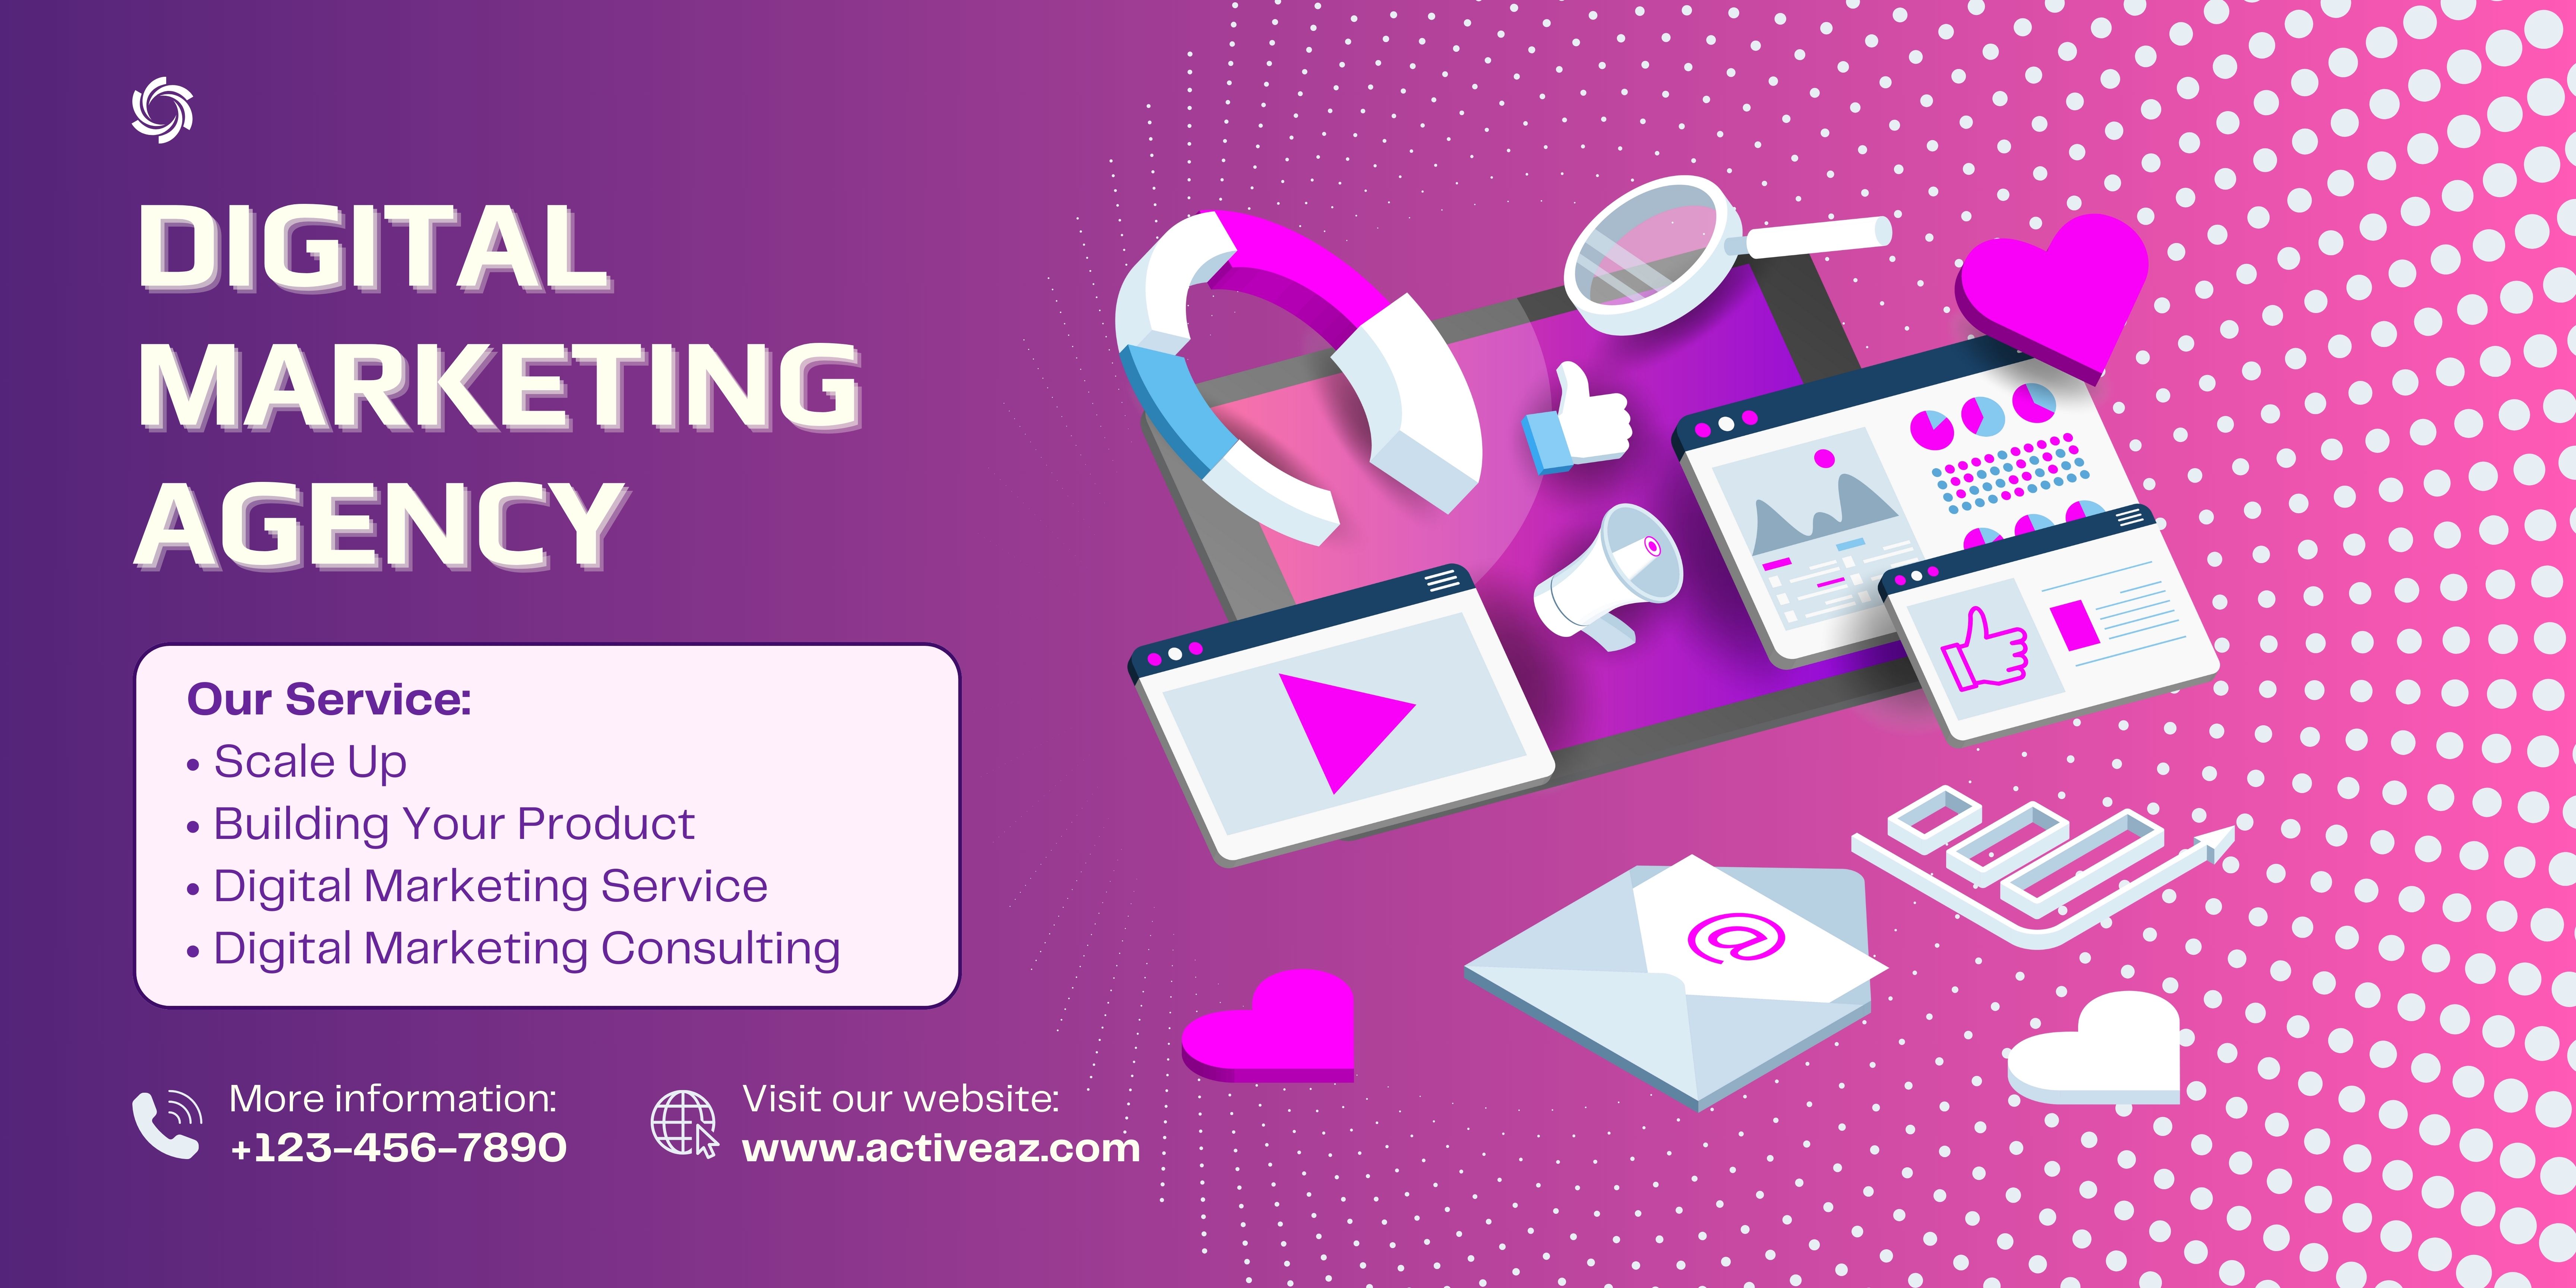 DIGITAL
MARKETING
AGENCY
Our Service:
• Scale Up
• Building Your Product
• Digital Marketing Service
• Digital Marketing Consulting
More information:
+123-456-7890
Visit our website:
www.activeaz.com
@